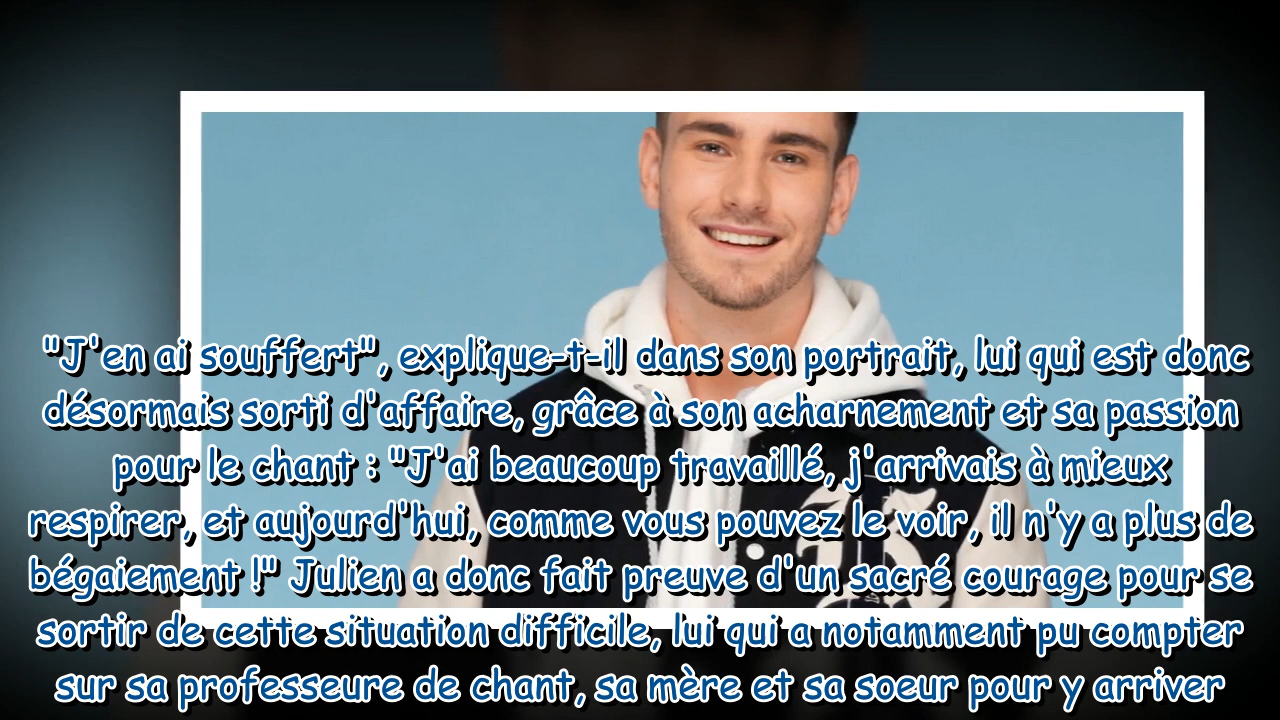 "J'en ai souffert", explique-t-il dans son portrait, lui qui est donc
désormais sorti d'affaire, grâce à son acharnement et sa passion
pour le chant : "J'ai beaucoup travaillé, j'arrivais à mieux
respirer, et aujourd'hui, comme vous pouvez le voir , il n'y a plus de
bégaiement !" Julien a donc fait preuve d'un sacré courage pour se
sortir de cette situation difficile, lui qui a notamment pu compter
sur sa professeure de chant, sa mère et sa soeur pour y arriver